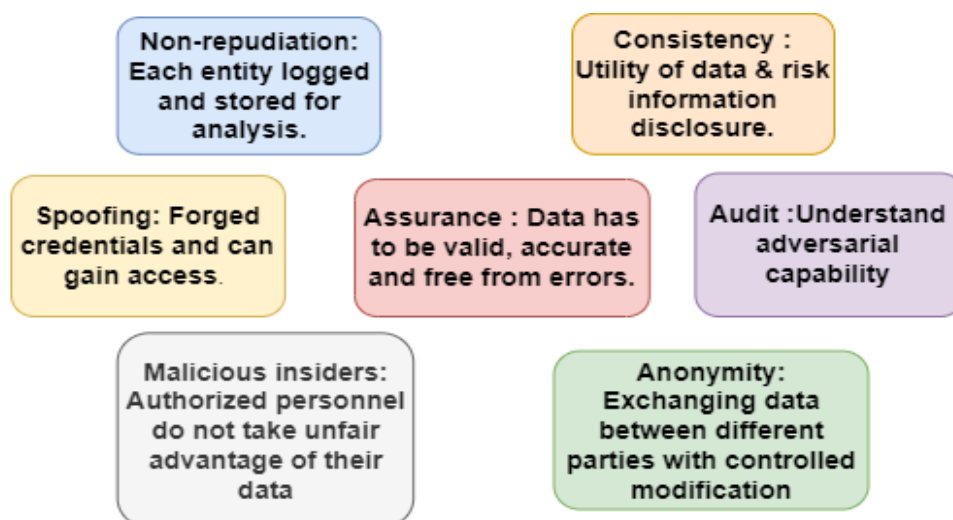 Non-repudiation:
Each entity logged
and stored for
analysis.
Consistency :
Utility of data & risk
information
disclosure.
Spoofing: Forged
credentials and can
gain access.
Assurance : Data has
to be valid, accurate
and free from errors.
Audit :Understand
adversarial
capability
Malicious insiders:
Authorized personnel
do not take unfair
advantage of their
data
Anonymity:
Exchanging data
between different
parties with controlled
modification